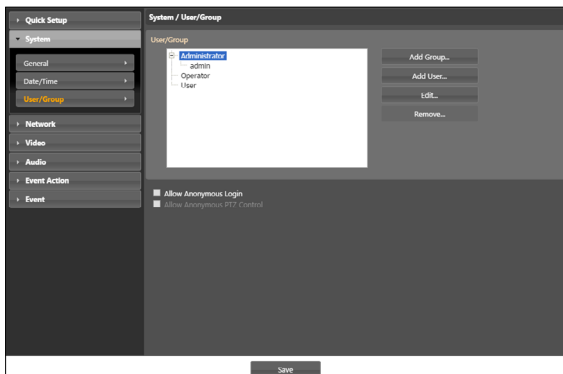 Quick Setup
System
General
Date/Time
User/Group
Network
Video
Audio
Event Action
Event
System / User/Group
User/Group
Administrator
admin
Operator
User
Add Group...
Add User...
Edit...
Remove...
Allow Anonymous Login
Allow Anonymous PTZ Control
Save